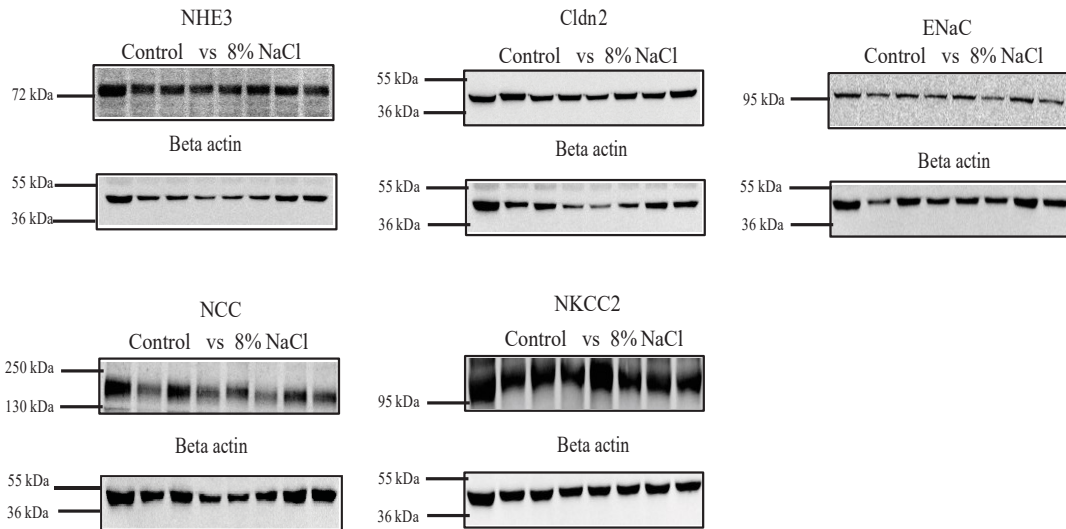 NHE3
Control vs 8% NaCl
72 kDa
Beta actin
55 kDa
36 kDa
Cldn2
Control vs 8% NaCl
55 kDa
36 kDa
Beta actin
55 kDa
36 kDa
ENaC
Control vs 8% NaCl
95 kDa
Beta actin
55 kDa
36 kDa
NCC
Control vs 8% NaCl
250 kDa
130 kDa
Beta actin
55 kDa
36 kDa
NKCC2
Control vs 8% NaCl
95 kDa
Beta actin
55 kDa
36 kDa